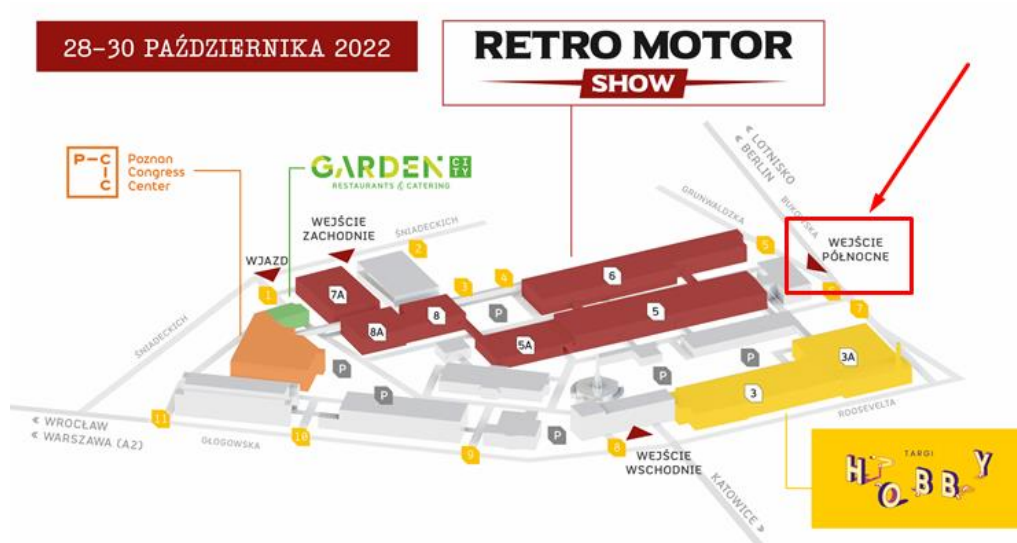 28-30 PAŹDZIERNIKA 2022
RETRO MOTOR
SHOW
P-C
I
C
Poznan
Congress
Center
GARDEN CITY
RESTAURANTS & CATERING
WEJŚCIE
ZACHODNIE
WJAZD
ŚNIADECKICH
GRUNWALDZKA
< LOTNISKO
< BERLIN
BUKOWSKA
WEJŚCIE
PÓŁNOCNE
1
2
3
4
5
6
7
7A
8A
8
6
5
5A
3A
3
P
P
P
P
P
P
ŚNIADECKICH
ROOSEVELTA
< WROCŁAW
< WARSZAWA (A2)
GŁOGOWSKA
11
10
9
8
WEJŚCIE
WSCHODNIE
KATOWICE >
TARGI
HOBBY